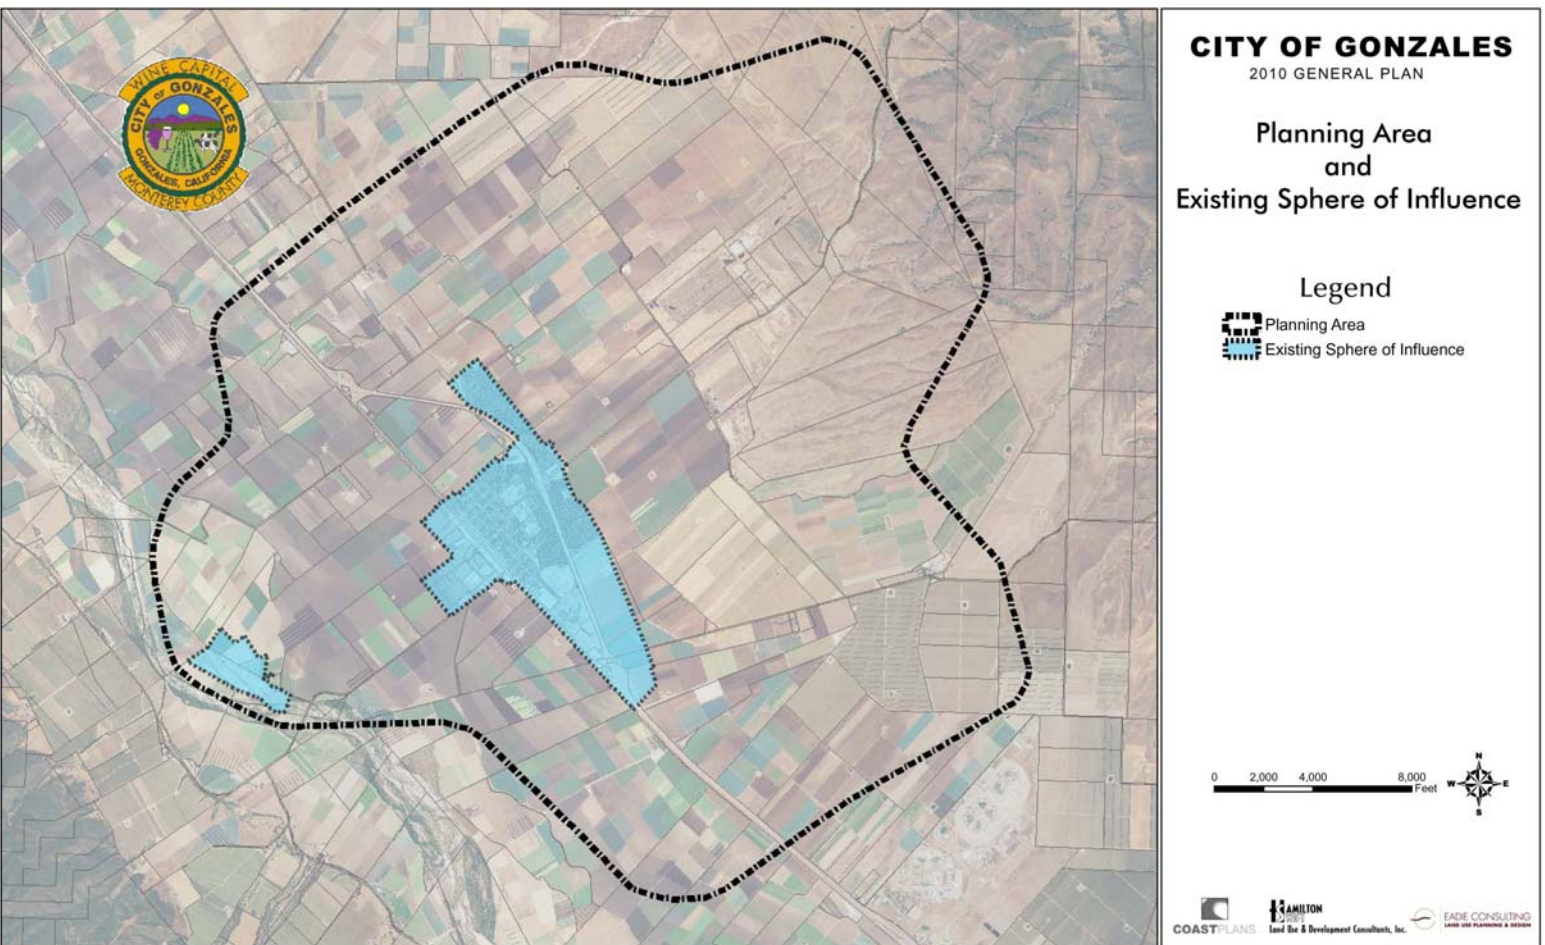 WINE CAPITAL
CITY OF GONZALES
GONZALES, CALIFORNIA
MONTEREY COUNTY
CITY OF GONZALES
2010 GENERAL PLAN
Planning Area
and
Existing Sphere of Influence
Legend
Planning Area
Existing Sphere of Influence
0 2,000 4,000 8,000
Feet
N
W E
S
COASTPLANS
HAMILTON
Land Use & Development Consultants, Inc.
EADIE CONSULTING
LAND USE PLANNING & DESIGN